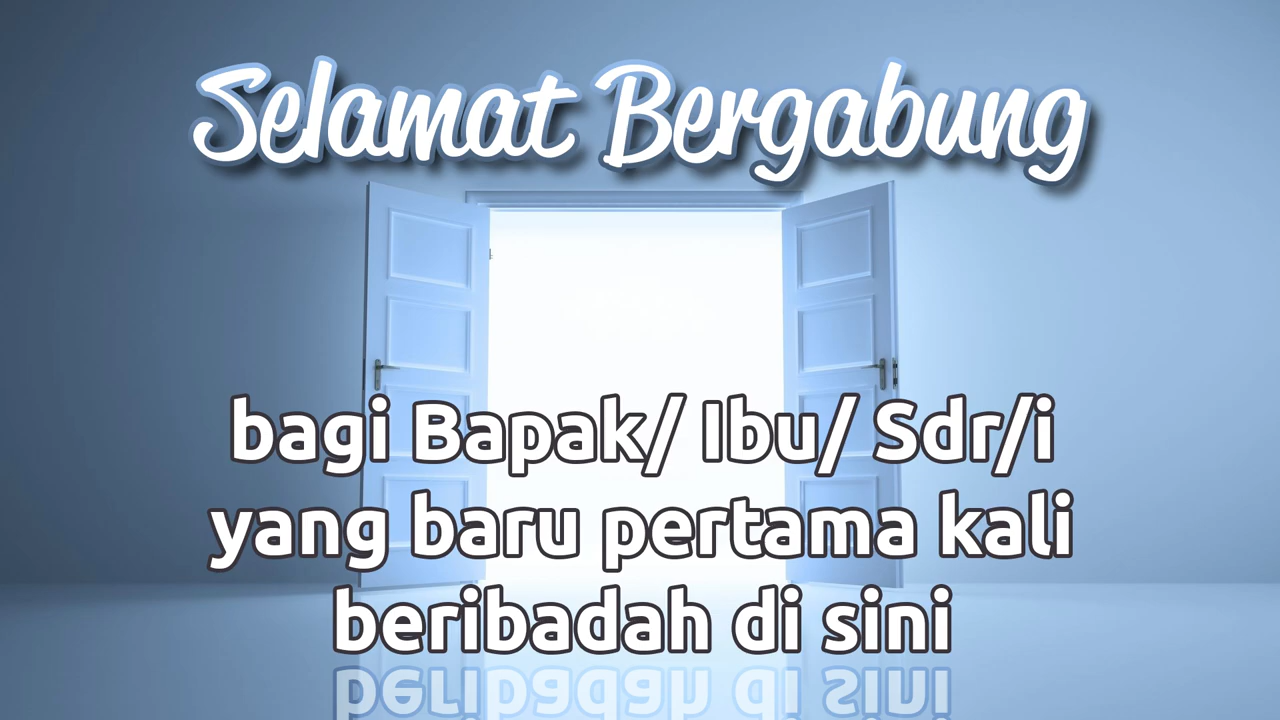 Selamat Bergabung
bagi Bapak/ Ibu/ Sdr/i
yang baru pertama kali
beribadah di sini